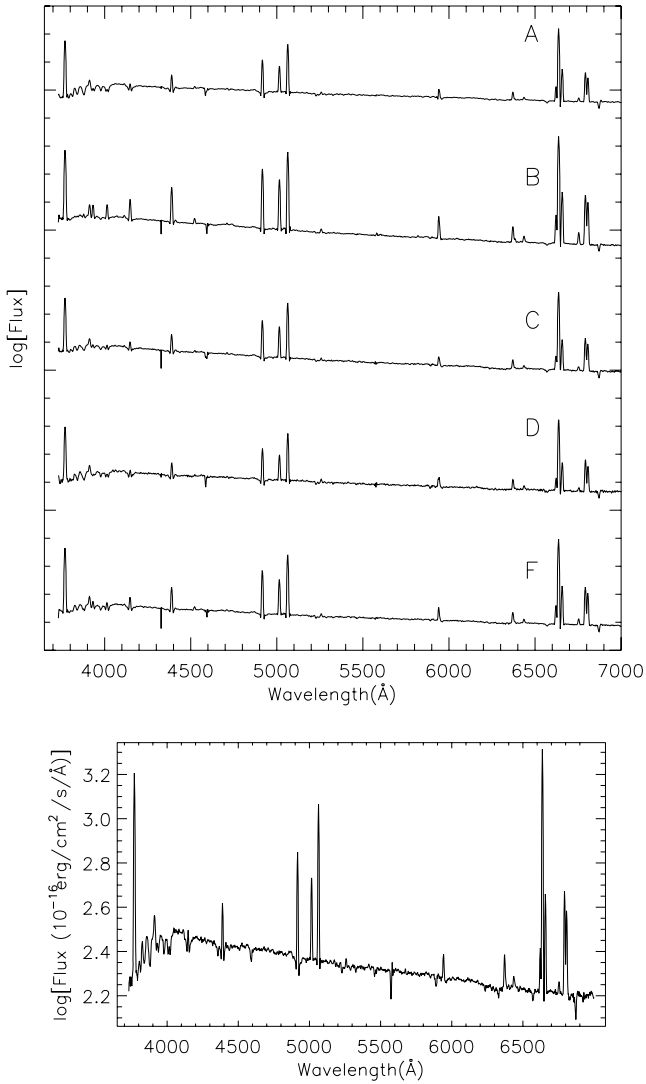 A
B
C
D
F
log[Flux]
4000 4500 5000 5500 6000 6500 7000
Wavelength(Å)
log[Flux (10⁻¹⁶erg/cm² /s/Å)]
3.2
3.0
2.8
2.6
2.4
2.2
4000 4500 5000 5500 6000 6500
Wavelength(Å)